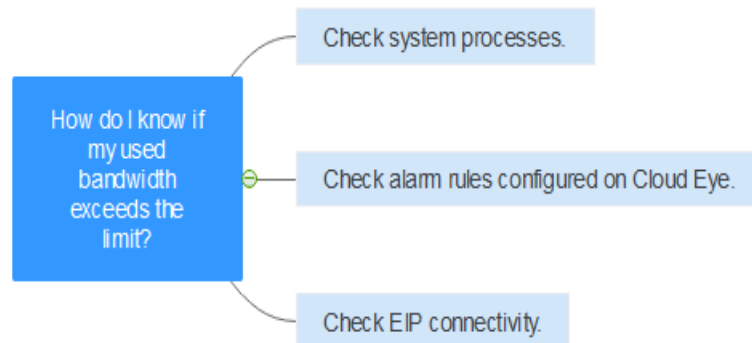 Check system processes.
How do I know if
my used
bandwidth
exceeds the
limit?
Check alarm rules configured on Cloud Eye.
Check EIP connectivity.